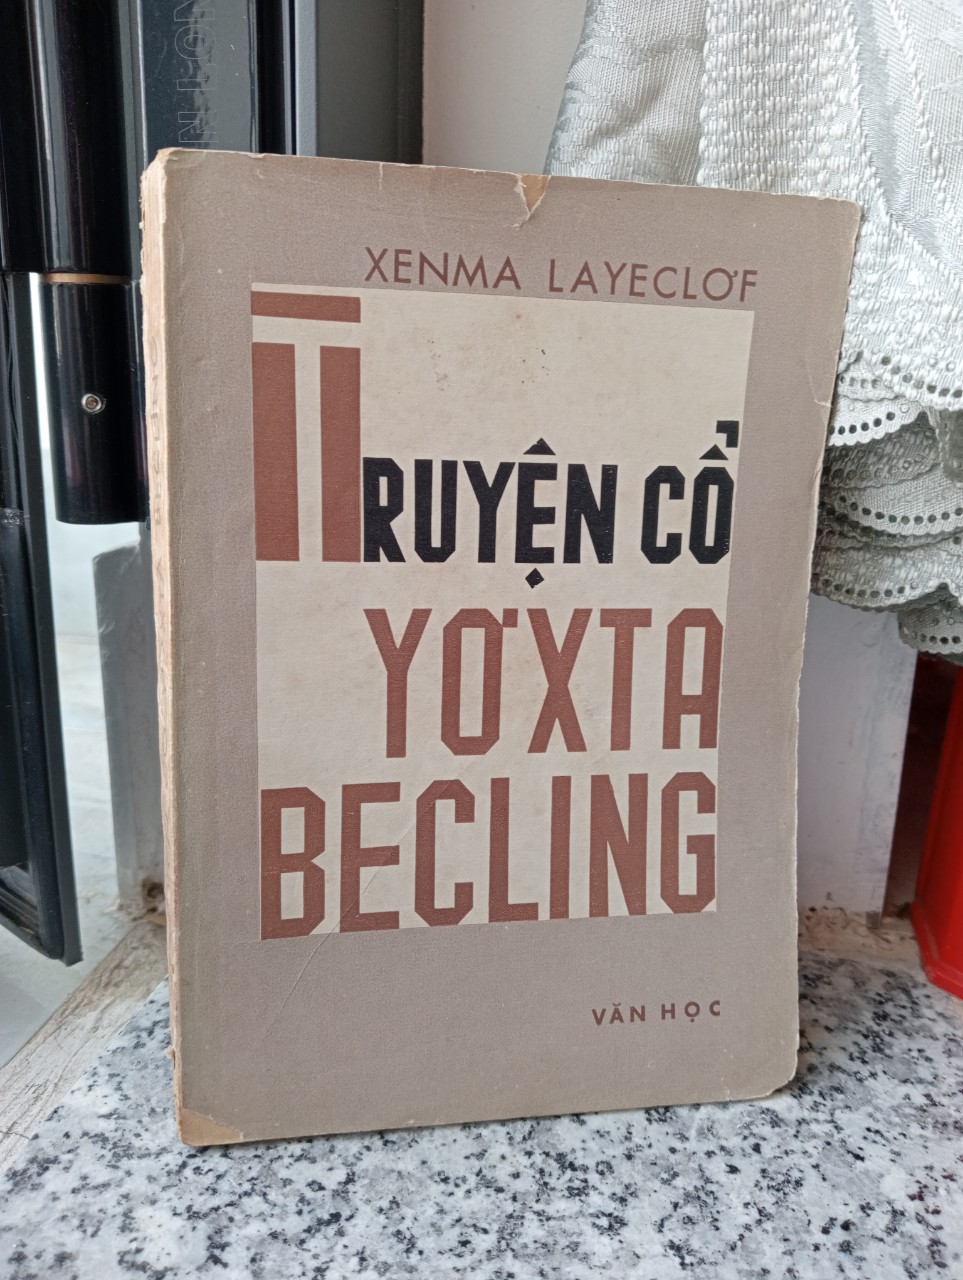 XENMA LAYECLƠF
TRUYỆN CỔ
YƠXTA
BECLING
VĂN HỌC